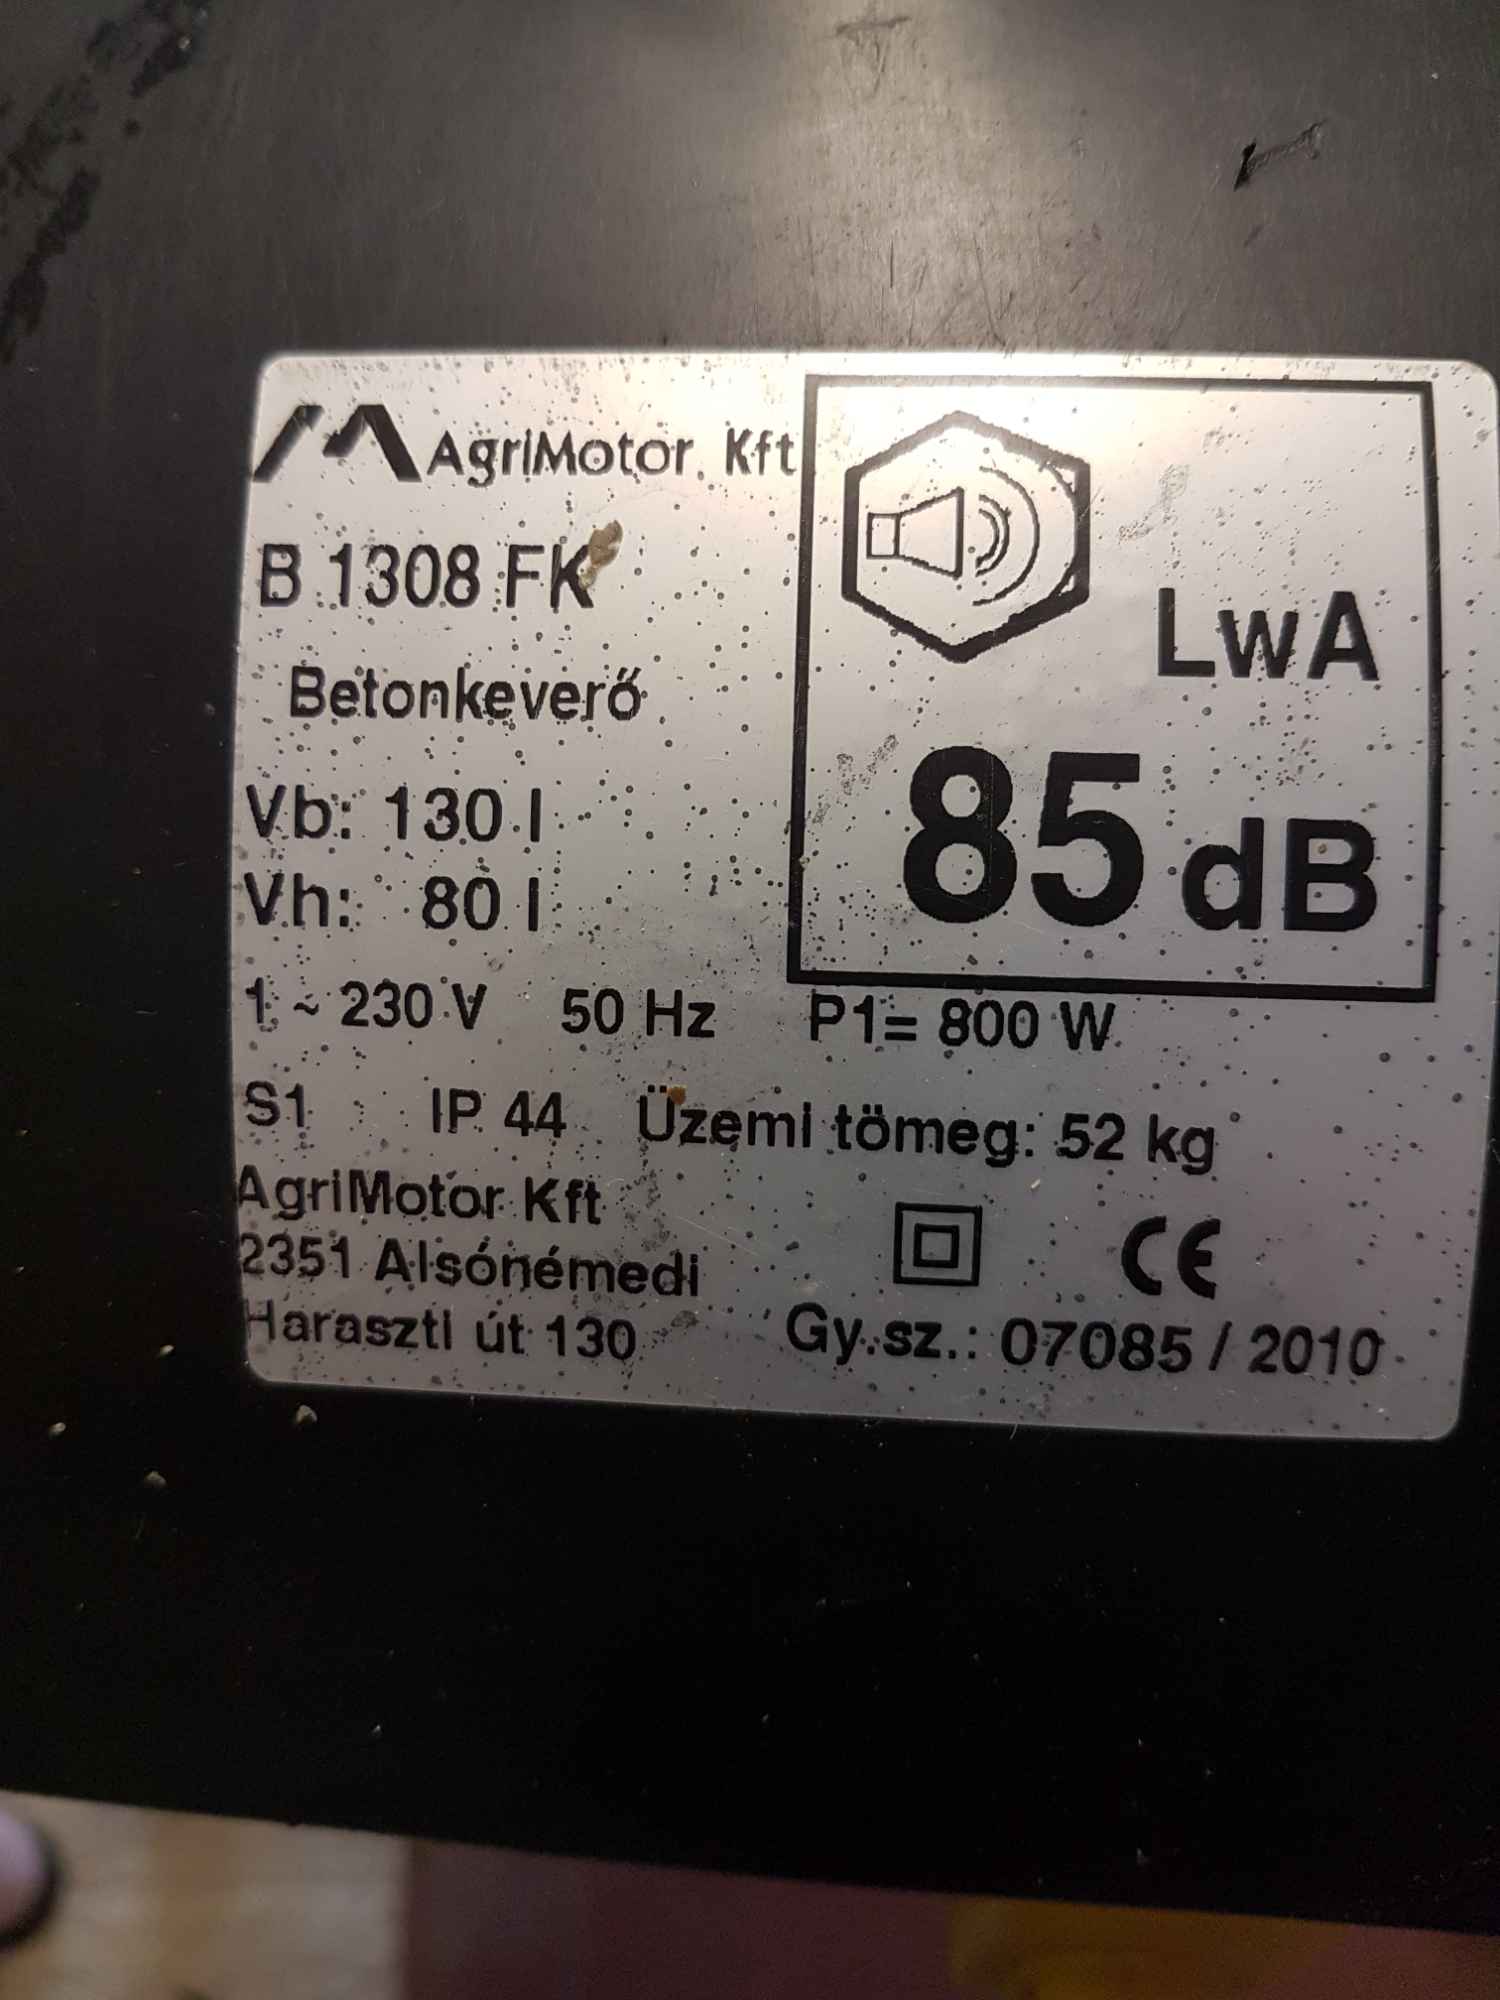 AgriMotor Kft
B 1308 FK
Betonkeverő
Vb: 130 l
Vh: 80 l
LwA
85 dB
1 ~ 230 V 50 Hz P1= 800 W
S1 IP 44 Üzemi tömeg: 52 kg
AgriMotor Kft
2351 Alsónémedi
Haraszti út 130
CE
Gy.sz.: 07085 / 2010